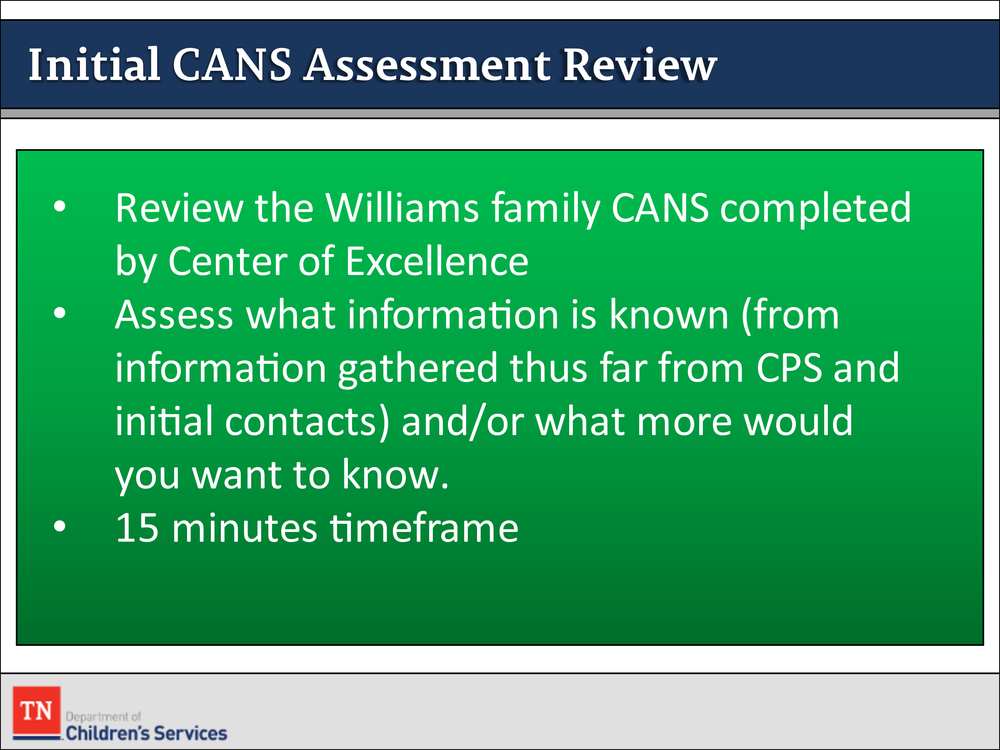 Initial CANS Assessment Review
• Review the Williams family CANS completed
by Center of Excellence
• Assess what information is known (from
information gathered thus far from CPS and
initial contacts) and/or what more would
you want to know.
• 15 minutes timeframe
TN
Department of
Children's Services